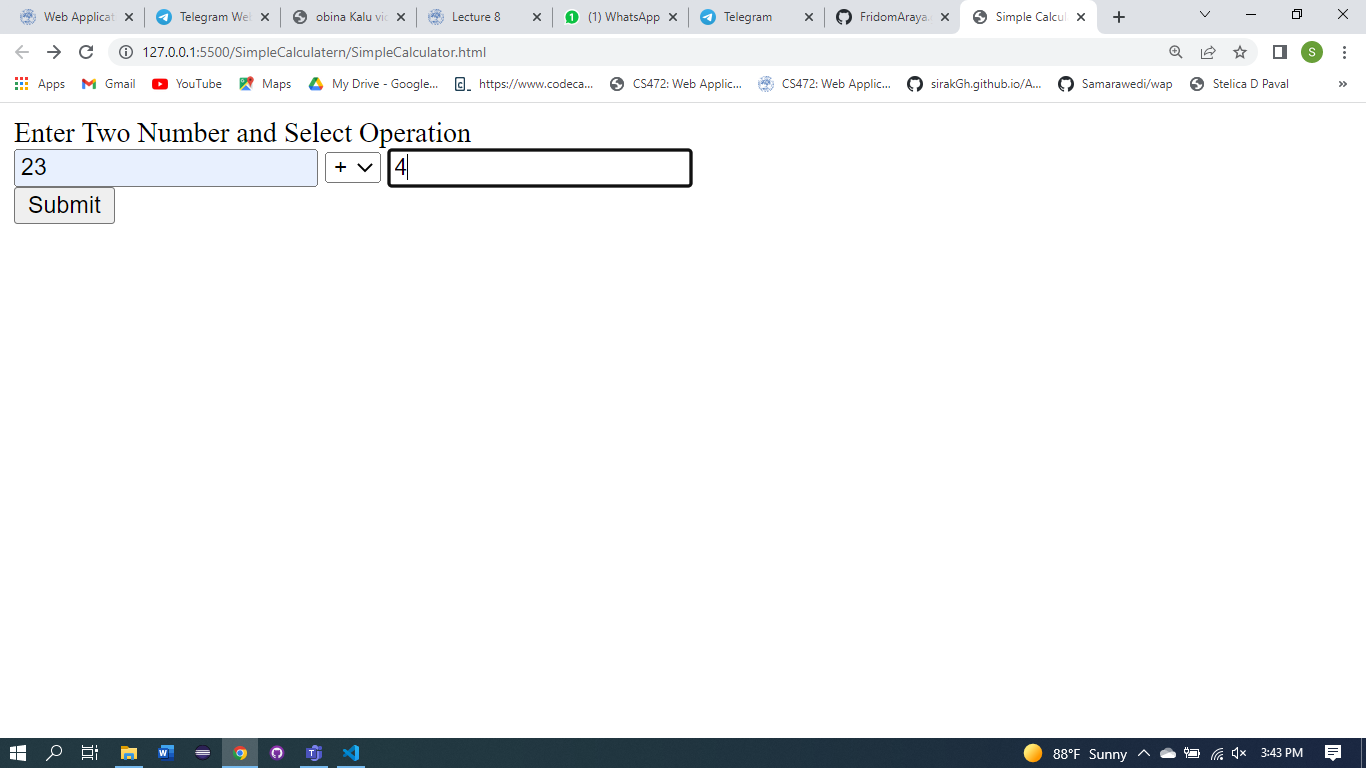 Web Applicat
Telegram Wel
obina Kalu vic
Lecture 8
(1) WhatsApp
Telegram
FridomAraya.
Simple Calcul
127.0.0.1:5500/SimpleCalculatern/SimpleCalculator.html
S
Apps
Gmail
YouTube
Maps
My Drive - Google...
https://www.codeca...
CS472: Web Applic...
CS472: Web Applic...
sirakGh.github.io/A...
Samarawedi/wap
Stelica D Paval
»
Enter Two Number and Select Operation
23 + 4
Submit
88°F Sunny
3:43 PM